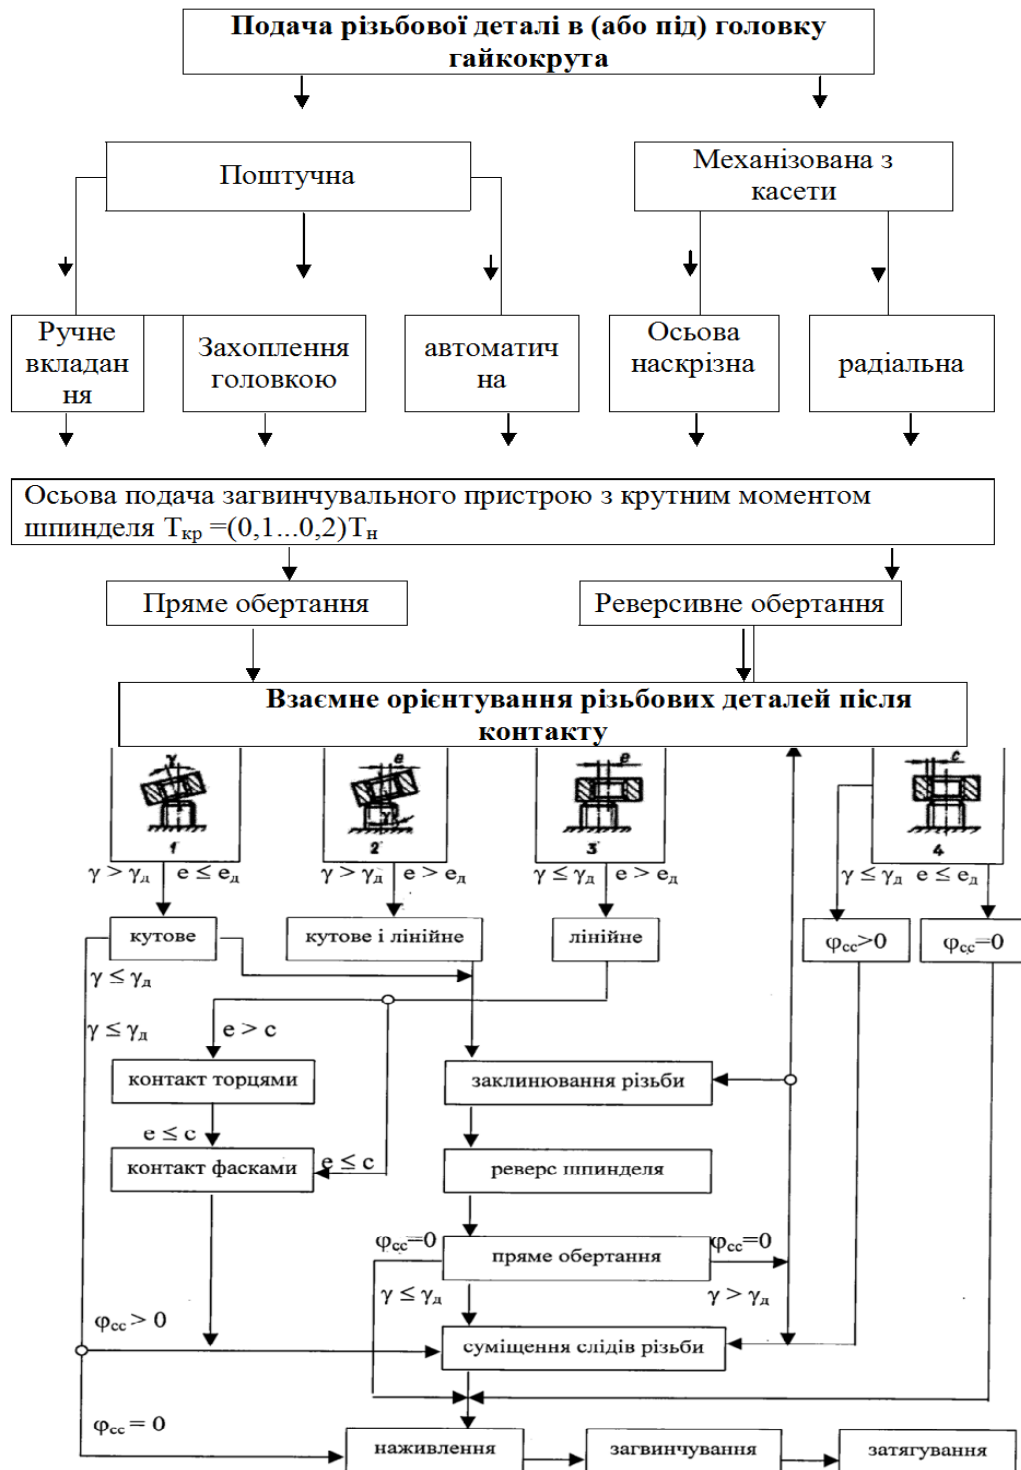 Подача різьбової деталі в (або під) головку
гайкокрута
Поштучна
Механізована з
касети
Ручне
вкладан
ня
Захоплення
головкою
автоматич
на
Осьова
наскрізна
радіальна
Осьова подача загвинчувального пристрою з крутним моментом
шпинделя Ткр =(0,1...0,2)Тн
Пряме обертання
Реверсивне обертання
Взаємне орієнтування різьбових деталей після
контакту
γ
1
e
γ
2
e
3
c
4
γ > γд e ≤ eд
γ > γд e > eд
γ ≤ γд e > eд
γ ≤ γд e ≤ eд
кутове
кутове і лінійне
лінійне
φсс>0
φсс=0
γ ≤ γд
γ ≤ γд
e > c
контакт торцями
заклинювання різьби
e ≤ c
контакт фасками
e ≤ c
реверс шпинделя
φсс=0
пряме обертання
φсс=0
γ ≤ γд
γ > γд
φсс > 0
суміщення слідів різьби
φсс = 0
наживлення
загвинчування
затягування